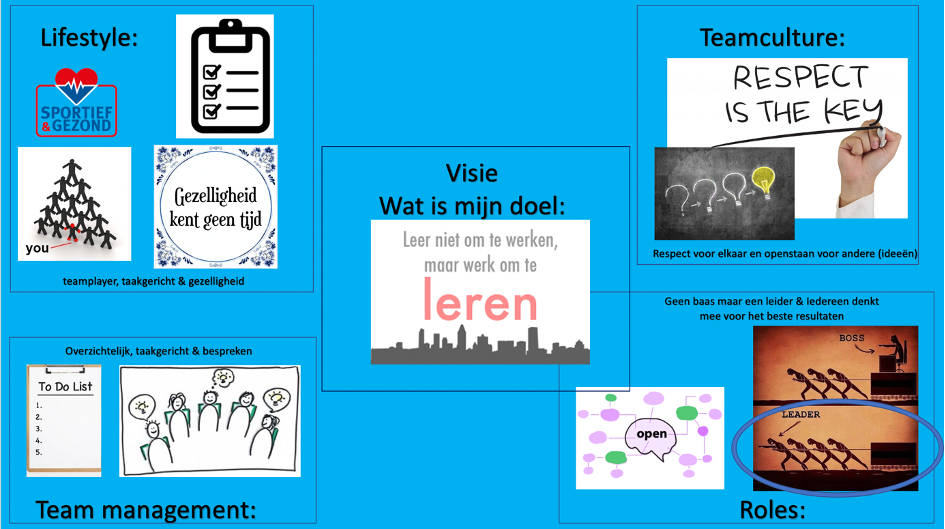 Lifestyle:
SPORTIEF
& GEZOND
you
Gezelligheid
kent geen tijd
teamplayer, taakgericht & gezelligheid
Visie
Wat is mijn doel:
Leer niet om te werken,
maar werk om te
leren
Teamculture:
RESPECT
IS THE KEY
Respect voor elkaar en openstaan voor andere (ideeën)
Overzichtelijk, taakgericht & bespreken
To Do List
1.
2.
3.
4.
5.
Team management:
Geen baas maar een leider & Iedereen denkt
mee voor het beste resultaten
open
BOSS
LEADER
Roles: